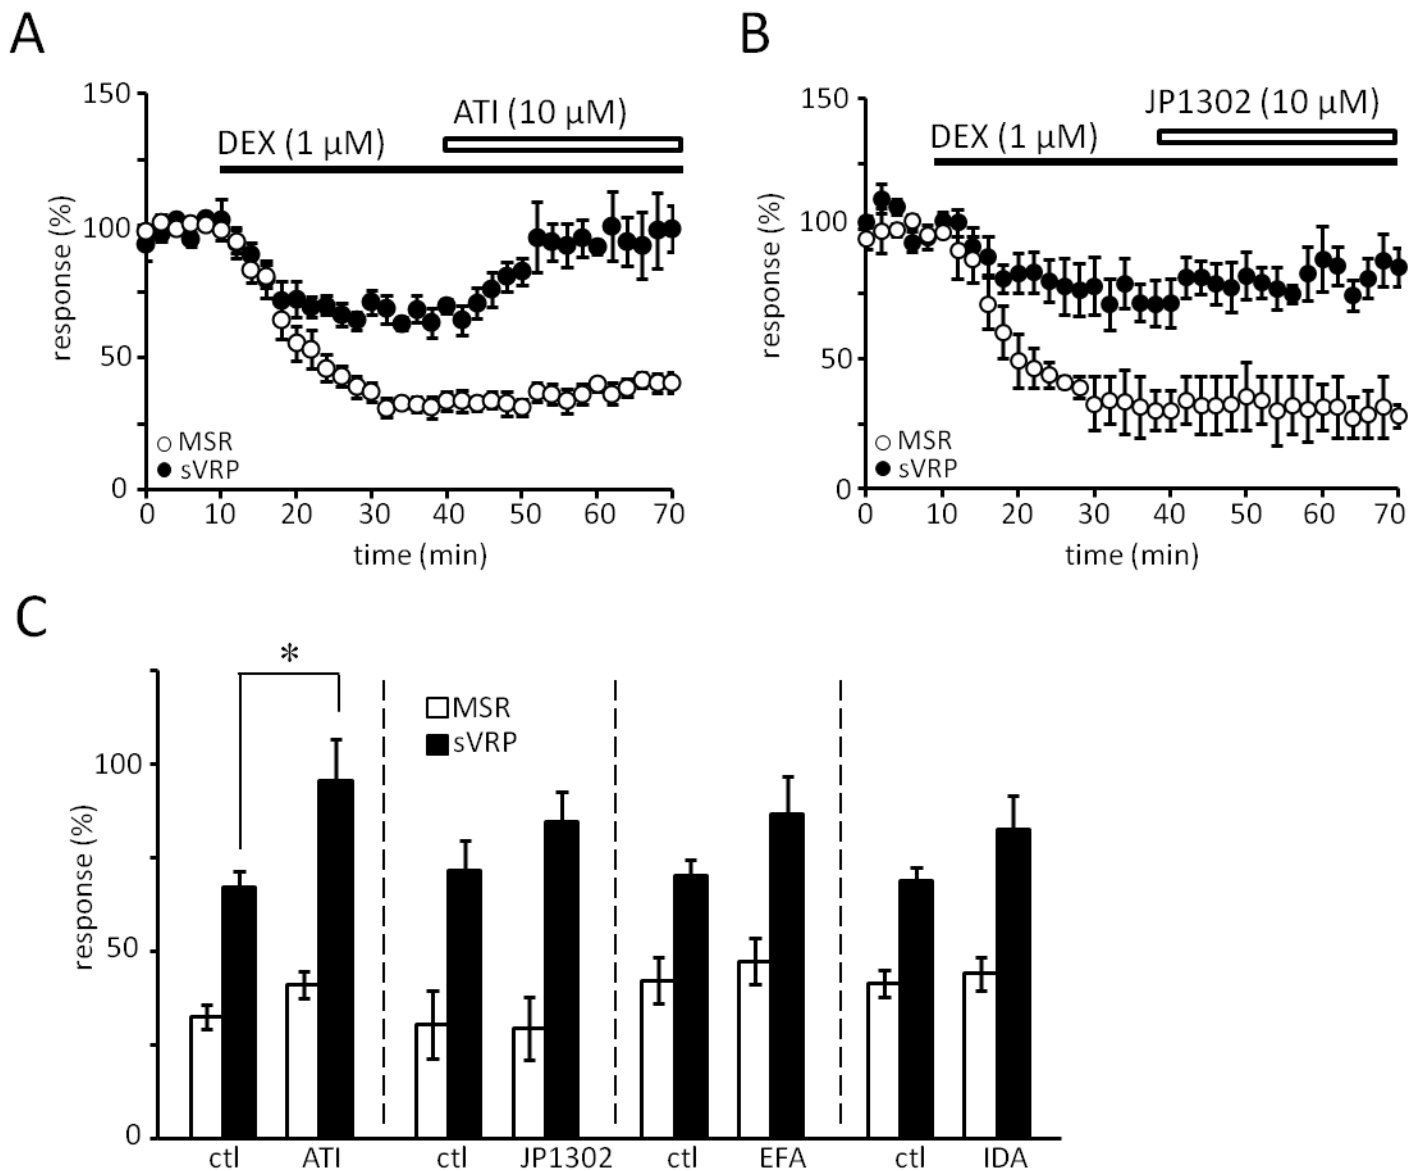 A
150
100
50
0
response (%)
DEX (1 μM)
ATI (10 μM)
MSR
sVRP
0 10 20 30 40 50 60 70
time (min)
B
150
100
50
0
response (%)
DEX (1 μM)
JP1302 (10 μM)
MSR
sVRP
0 10 20 30 40 50 60 70
time (min)
C
*
MSR
sVRP
100
50
0
response (%)
ctl ATI ctl JP1302 ctl EFA ctl IDA